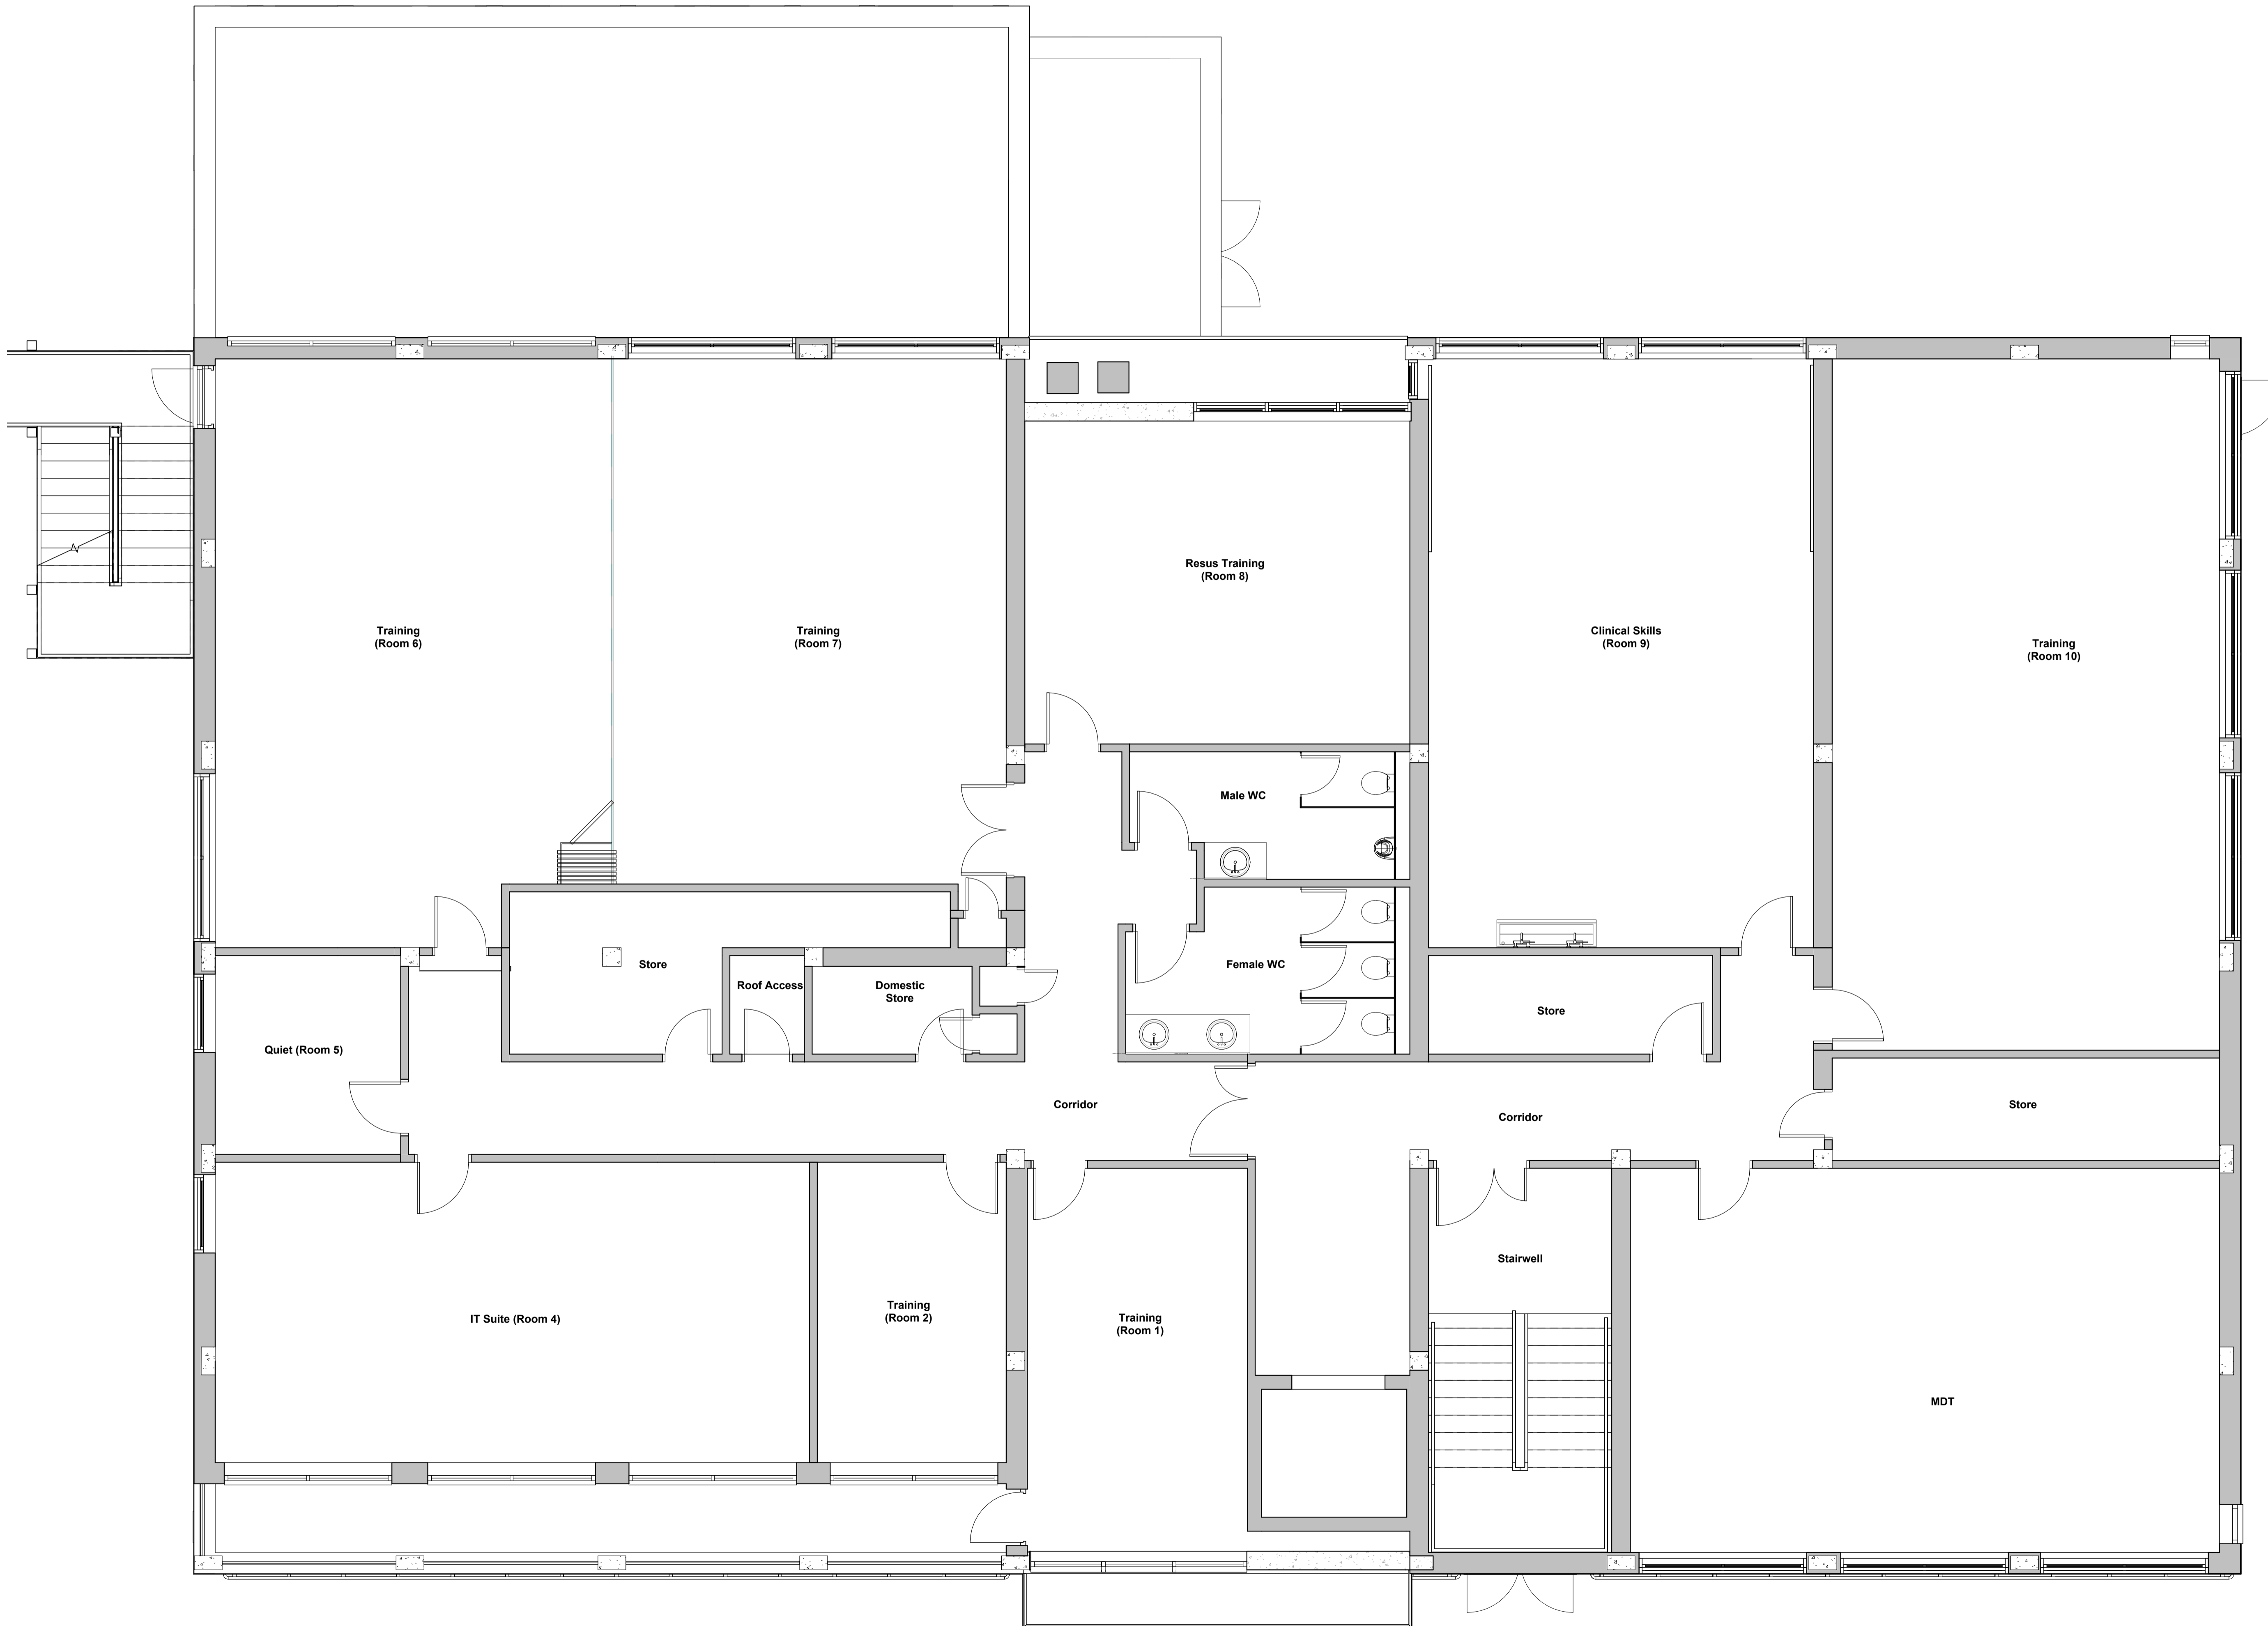 Resus Training
(Room 8)
Training
(Room 6)
Training
(Room 7)
Clinical Skills
(Room 9)
Training
(Room 10)
Male WC
Female WC
Store
Roof Access
Domestic
Store
Store
Quiet (Room 5)
Corridor
Corridor
Store
Stairwell
IT Suite (Room 4)
Training
(Room 2)
Training
(Room 1)
MDT